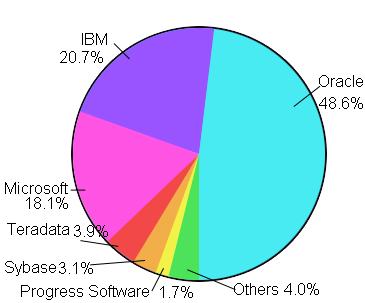 IBM
20.7%
Oracle
48.6%
Microsoft
18.1%
Teradata 3.9%
Sybase 3.1%
Progress Software 1.7%
Others 4.0%